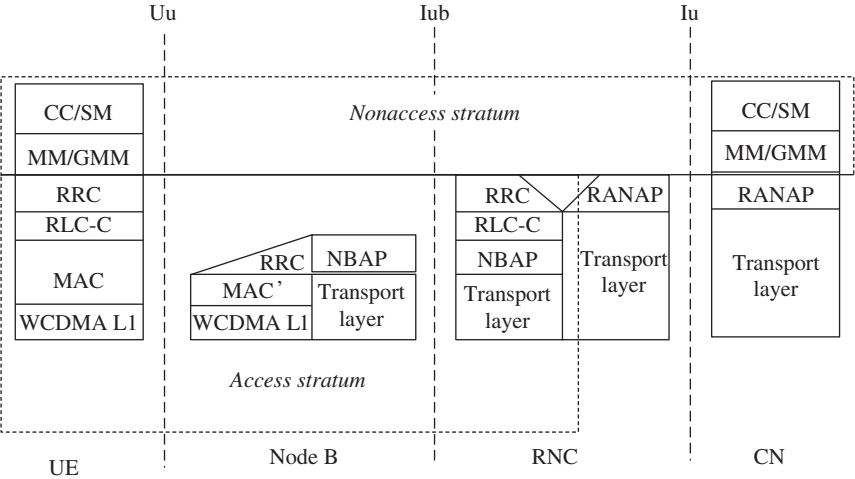 Uu
Iub
Iu
Nonaccess stratum
CC/SM
MM/GMM
RRC
RLC-C
MAC
WCDMA L1
RRC
NBAP
MAC’
Transport
layer
WCDMA L1
RRC
RANAP
RLC-C
NBAP
Transport
layer
Transport
layer
CC/SM
MM/GMM
RANAP
Transport
layer
Access stratum
UE
Node B
RNC
CN